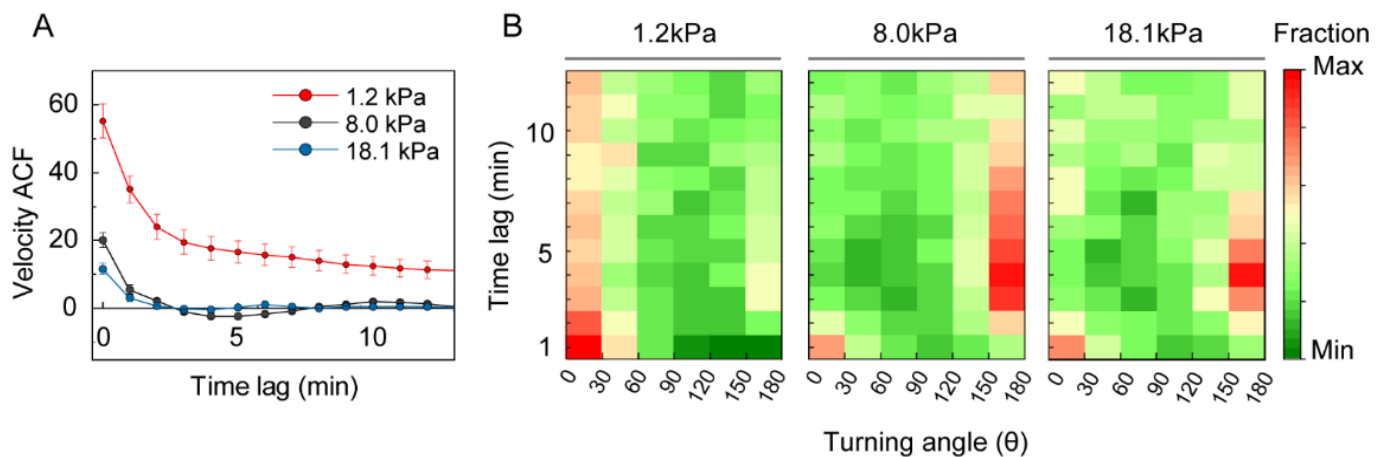 A
Velocity ACF
60
40
20
0
0
5
10
Time lag (min)
1.2 kPa
8.0 kPa
18.1 kPa
B
1.2kPa
8.0kPa
18.1kPa
Time lag (min)
10
5
1
0
30
60
90
120
150
180
0
30
60
90
120
150
180
0
30
60
90
120
150
180
Turning angle (θ)
Fraction
Max
Min